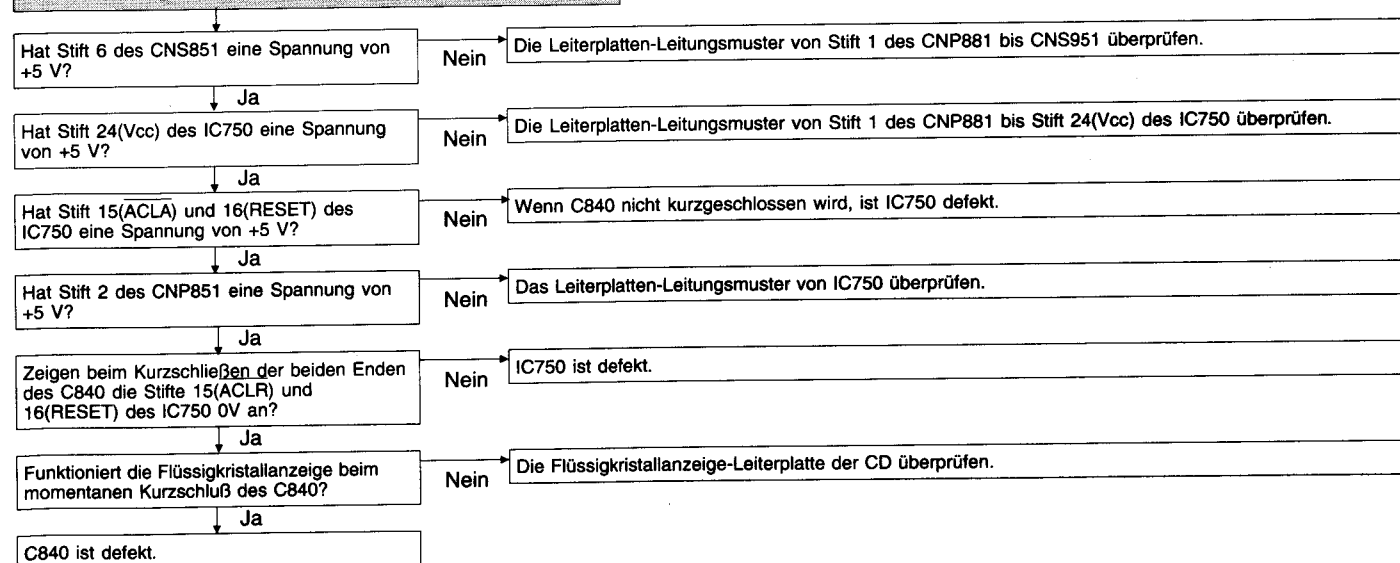 Hat Stift 6 des CNS851 eine Spannung von
+5 V?
Nein
Die Leiterplatten-Leitungsmuster von Stift 1 des CNP881 bis CNS951 überprüfen.
Ja
Hat Stift 24(Vcc) des IC750 eine Spannung
von +5 V?
Nein
Die Leiterplatten-Leitungsmuster von Stift 1 des CNP881 bis Stift 24(Vcc) des IC750 überprüfen.
Ja
Hat Stift 15(ACLA) und 16(RESET) des
IC750 eine Spannung von +5 V?
Nein
Wenn C840 nicht kurzgeschlossen wird, ist IC750 defekt.
Ja
Hat Stift 2 des CNP851 eine Spannung von
+5 V?
Nein
Das Leiterplatten-Leitungsmuster von IC750 überprüfen.
Ja
Zeigen beim Kurzschließen der beiden Enden
des C840 die Stifte 15(ACLR) und
16(RESET) des IC750 0V an?
Nein
IC750 ist defekt.
Ja
Funktioniert die Flüssigkristallanzeige beim
momentanen Kurzschluß des C840?
Nein
Die Flüssigkristallanzeige-Leiterplatte der CD überprüfen.
Ja
C840 ist defekt.